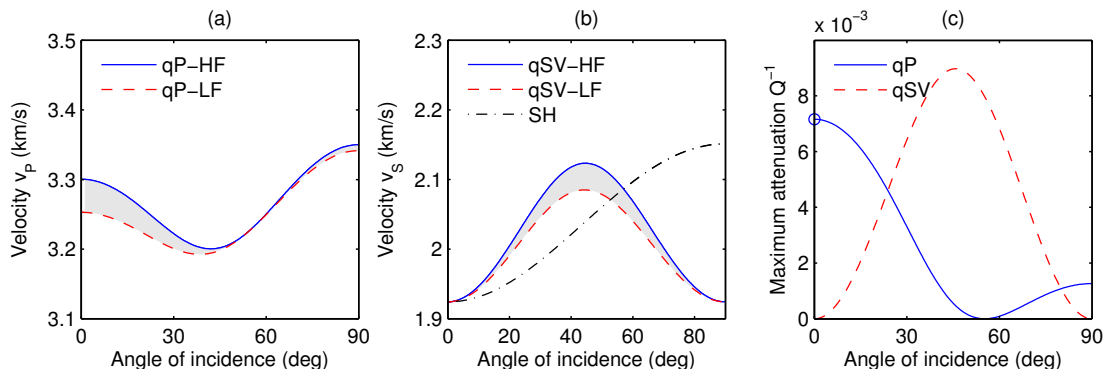 (a)
3.5
3.4
3.3
3.2
3.1
Velocity v_P (km/s)
qP−HF
qP−LF
0 30 60 90
Angle of incidence (deg)
(b)
2.3
2.2
2.1
2
1.9
Velocity v_S (km/s)
qSV−HF
qSV−LF
SH
0 20 40 60 80
Angle of incidence (deg)
(c)
x 10^−3
8
6
4
2
0
Maximum attenuation Q^−1
qP
qSV
0 30 60 90
Angle of incidence (deg)